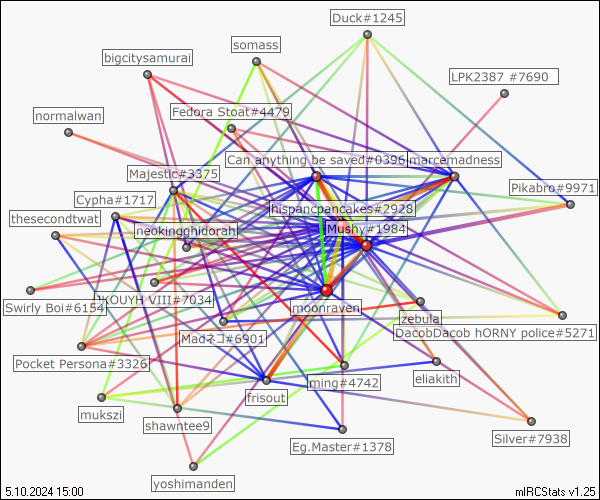 Duck#1245
somass
bigcitysamurai
LPK2387 #7690
Fedora Stoat#4479
normalwan
Can anything be saved#0396
marcemadness
Majestic#3375
Pikabro#9971
Cypha#1717
hispancpancakes#2928
thesecondtwat
neokingghidorah
Mushy#1984
JKOUYH VIII#7034
Swirly Boi#6154
moonraven
zebula
DacobDacob hORNY police#5271
Madネコ#6901
Pocket Persona#3326
ming#4742
eliakith
frisout
mukszi
shawntee9
Silver#7938
Eg.Master#1378
yoshimanden
5.10.2024 15:00
mIRCStats v1.25